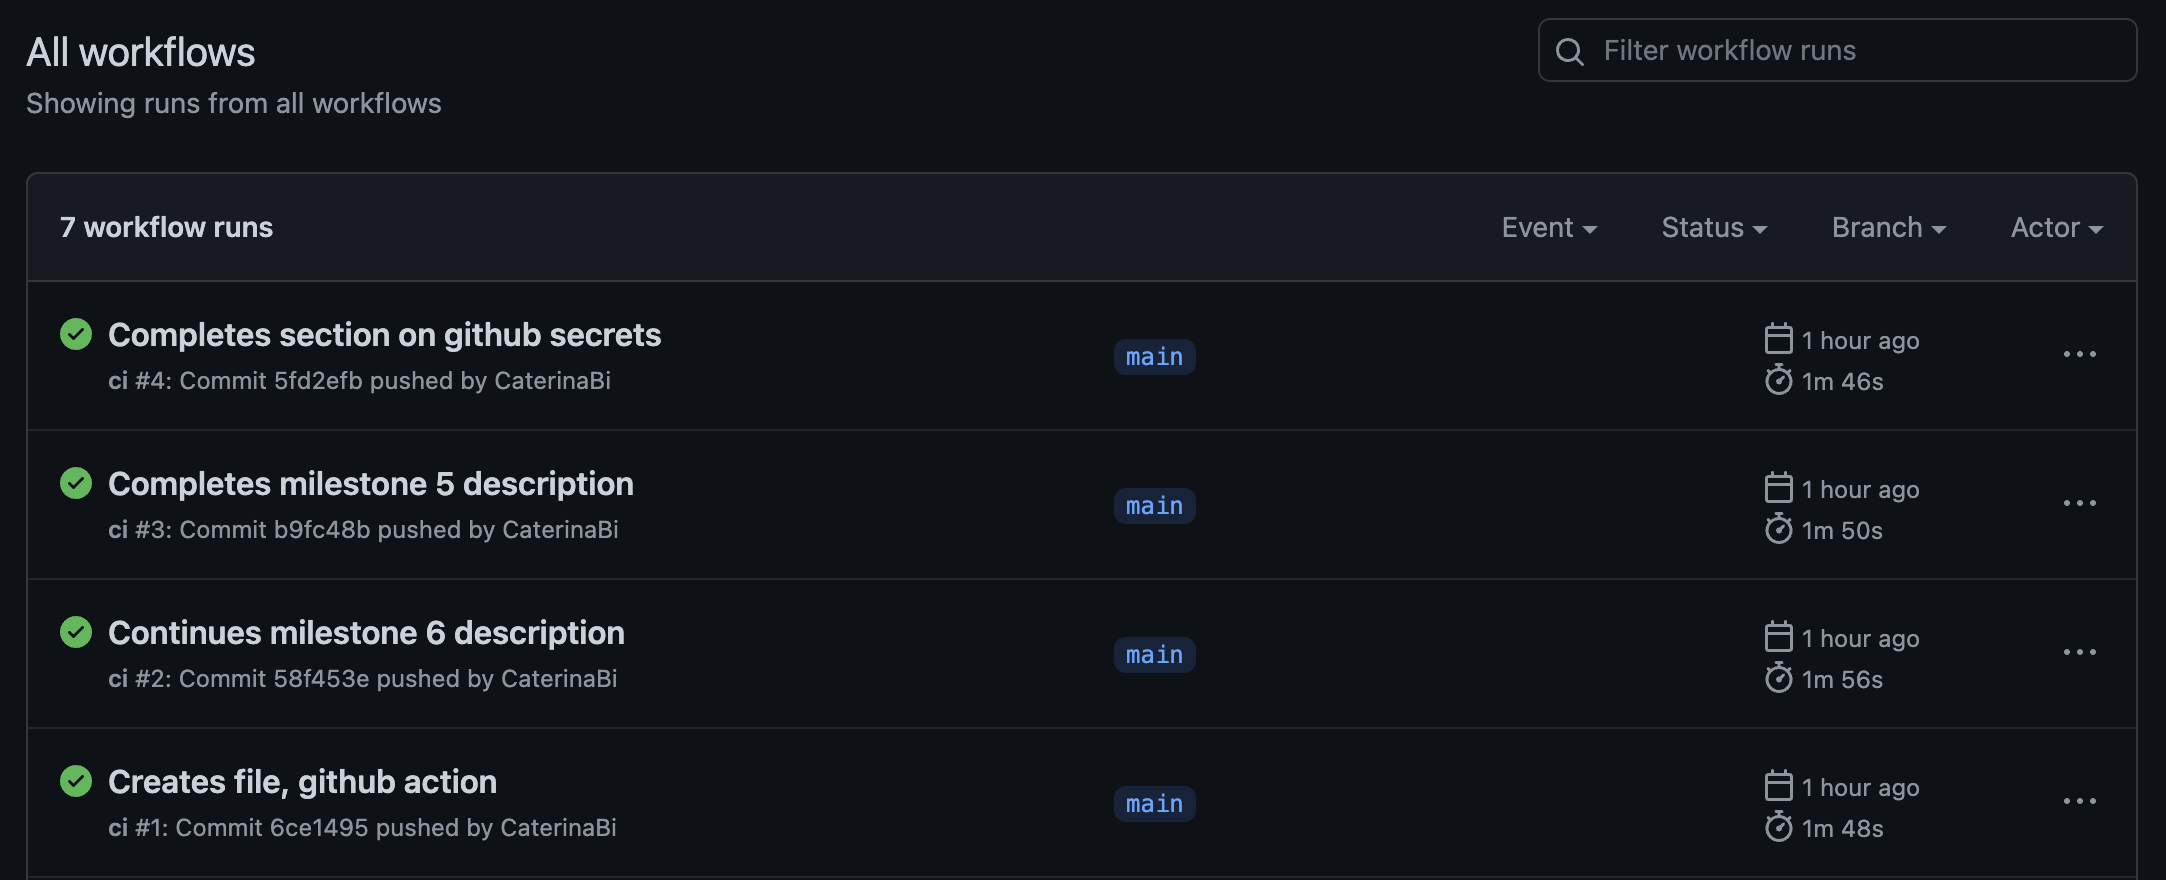 All workflows
Filter workflow runs
Showing runs from all workflows
7 workflow runs
Event
Status
Branch
Actor
Completes section on github secrets
ci #4: Commit 5fd2efb pushed by CaterinaBi
main
1 hour ago
1m 46s
Completes milestone 5 description
ci #3: Commit b9fc48b pushed by CaterinaBi
main
1 hour ago
1m 50s
Continues milestone 6 description
ci #2: Commit 58f453e pushed by CaterinaBi
main
1 hour ago
1m 56s
Creates file, github action
ci #1: Commit 6ce1495 pushed by CaterinaBi
main
1 hour ago
1m 48s